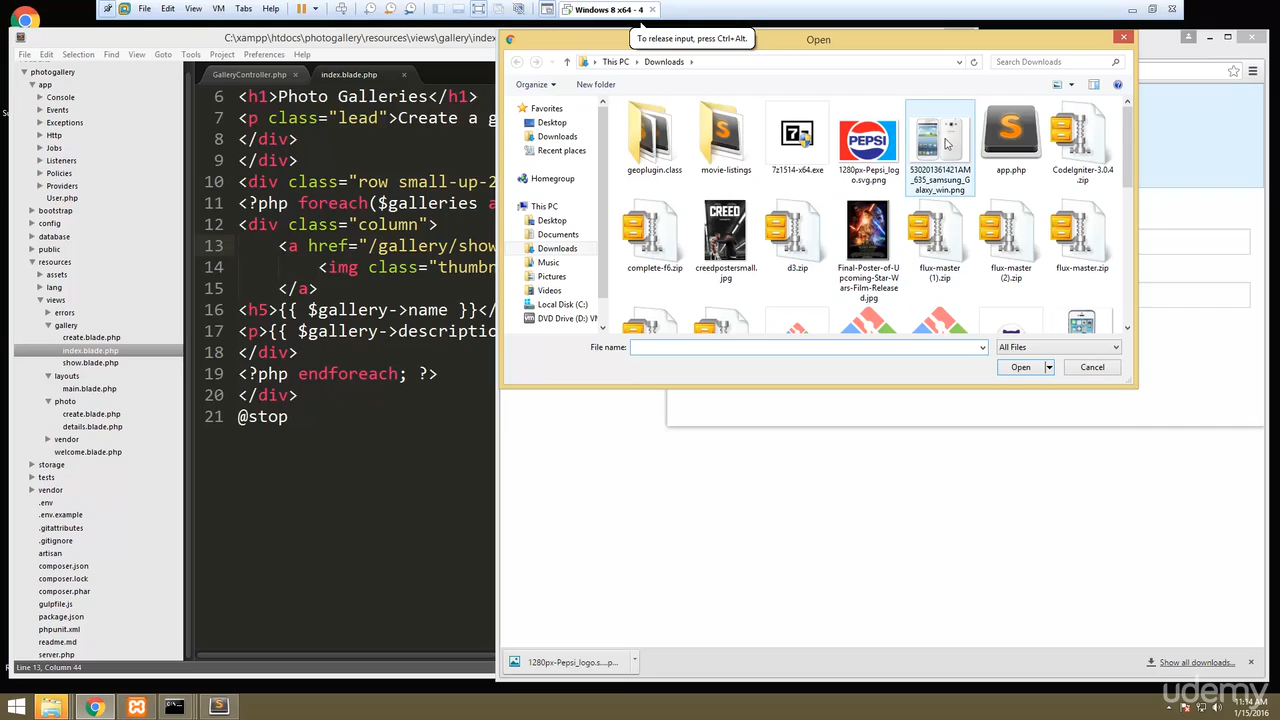 File Edit View VM Tabs Help
Windows 8 x64 - 4
To release input, press Ctrl+Alt.
C:\xampp\htdocs\photogallery\resources\views\gallery\inde
File Edit Selection Find View Goto Tools Project Preferences Help
photogallery
app
Console
Events
Exceptions
Http
Jobs
Listeners
Policies
Providers
User.php
bootstrap
config
database
public
resources
assets
lang
views
errors
gallery
create.blade.php
index.blade.php
show.blade.php
layouts
main.blade.php
photo
create.blade.php
details.blade.php
vendor
welcome.blade.php
storage
tests
vendor
.env
.env.example
.gitattributes
.gitignore
artisan
composer.json
composer.lock
composer.phar
gulpfile.js
package.json
phpunit.xml
readme.md
server.php
Line 13, Column 44
GalleryController.php
index.blade.php
6 <h1>Photo Galleries</h1>
7 <p class="lead">Create a g
8 </div>
9 </div>
10 <div class="row small-up-2
11 <?php foreach($galleries a
12 <div class="column">
13 <a href="/gallery/show
14 <img class="thumbn
15 </a>
16 <h5>{{ $gallery->name }}</
17 <p>{{ $gallery->descriptio
18 </div>
19 <?php endforeach; ?>
20 </div>
21 @stop
Open
This PC
Downloads
Search Downloads
Organize
New folder
Favorites
Desktop
Downloads
Recent places
Homegroup
This PC
Desktop
Documents
Downloads
Music
Pictures
Videos
Local Disk (C:)
DVD Drive (D:) VM
geoplugin.class
movie-listings
7z1514-x64.exe
PEPSI
1280px-Pepsi_lo
go.svg.png
530201361421AM
_635_samsung_G
alaxy_win.png
app.php
CodeIgniter-3.0.4
.zip
complete-f6.zip
CREED
creedpostersmall.
jpg
d3.zip
Final-Poster-of-U
pcoming-Star-W
ars-Film-Release
d.jpg
flux-master
(1).zip
flux-master
(2).zip
flux-master.zip
File name:
All Files
Open
Cancel
1280px-Pepsi_logo.s....p...
Show all downloads...
udemy
11:14 AM
1/15/2016